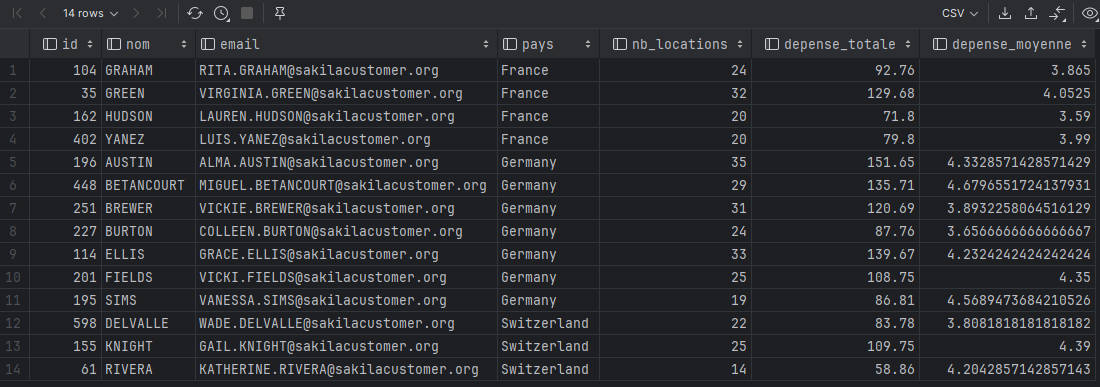 14 rows CSV
id nom email pays nb_locations depense_totale depense_moyenne
1 104 GRAHAM RITA.GRAHAM@sakilacustomer.org France 24 92.76 3.865
2 35 GREEN VIRGINIA.GREEN@sakilacustomer.org France 32 129.68 4.0525
3 162 HUDSON LAUREN.HUDSON@sakilacustomer.org France 20 71.8 3.59
4 402 YANEZ LUIS.YANEZ@sakilacustomer.org France 20 79.8 3.99
5 196 AUSTIN ALMA.AUSTIN@sakilacustomer.org Germany 35 151.65 4.3328571428571429
6 448 BETANCOURT MIGUEL.BETANCOURT@sakilacustomer.org Germany 29 135.71 4.6796551724137931
7 251 BREWER VICKIE.BREWER@sakilacustomer.org Germany 31 120.69 3.8932258064516129
8 227 BURTON COLLEEN.BURTON@sakilacustomer.org Germany 24 87.76 3.6566666666666667
9 114 ELLIS GRACE.ELLIS@sakilacustomer.org Germany 33 139.67 4.2324242424242424
10 201 FIELDS VICKI.FIELDS@sakilacustomer.org Germany 25 108.75 4.35
11 195 SIMS VANESSA.SIMS@sakilacustomer.org Germany 19 86.81 4.5689473684210526
12 598 DELVALLE WADE.DELVALLE@sakilacustomer.org Switzerland 22 83.78 3.8081818181818182
13 155 KNIGHT GAIL.KNIGHT@sakilacustomer.org Switzerland 25 109.75 4.39
14 61 RIVERA KATHERINE.RIVERA@sakilacustomer.org Switzerland 14 58.86 4.2042857142857143